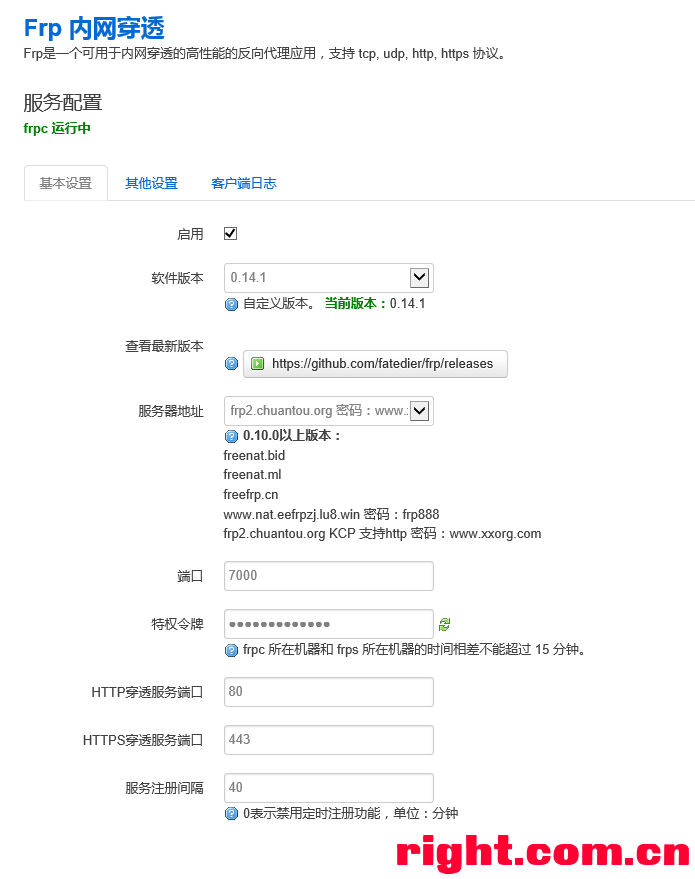 Frp 内网穿透
Frp是一个可用于内网穿透的高性能的反向代理应用，支持 tcp, udp, http, https 协议。
服务配置
frpc 运行中
基本设置 其他设置 客户端日志
启用
软件版本 0.14.1
自定义版本。 当前版本：0.14.1
查看最新版本
https://github.com/fatedier/frp/releases
服务器地址 frp2.chuantou.org 密码：www.
0.10.0以上版本：
freenat.bid
freenat.ml
freefrp.cn
www.nat.eefrpzj.lu8.win 密码：frp888
frp2.chuantou.org KCP 支持http 密码：www.xxorg.com
端口 7000
特权令牌 •••••••••••••
frpc 所在机器和 frps 所在机器的时间相差不能超过 15 分钟。
HTTP穿透服务端口 80
HTTPS穿透服务端口 443
服务注册间隔 40
0表示禁用定时注册功能，单位：分钟
right.com.cn